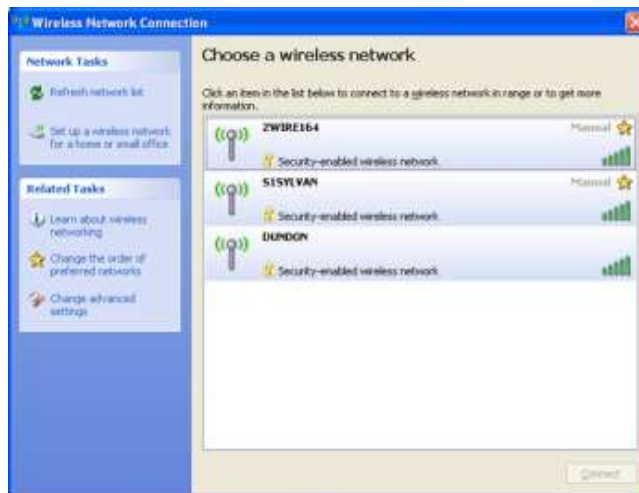 Wireless Network Connection
Network Tasks
Refresh network list
Set up a wireless network
for a home or small office
Related Tasks
Learn about wireless
networking
Change the order of
preferred networks
Change advanced
settings
Choose a wireless network
Click an item in the list below to connect to a wireless network in range or to get more
information.
2WIRE164
Manual
Security-enabled wireless network
S1SYLVAN
Manual
Security-enabled wireless network
DUNDON
Security-enabled wireless network
Connect